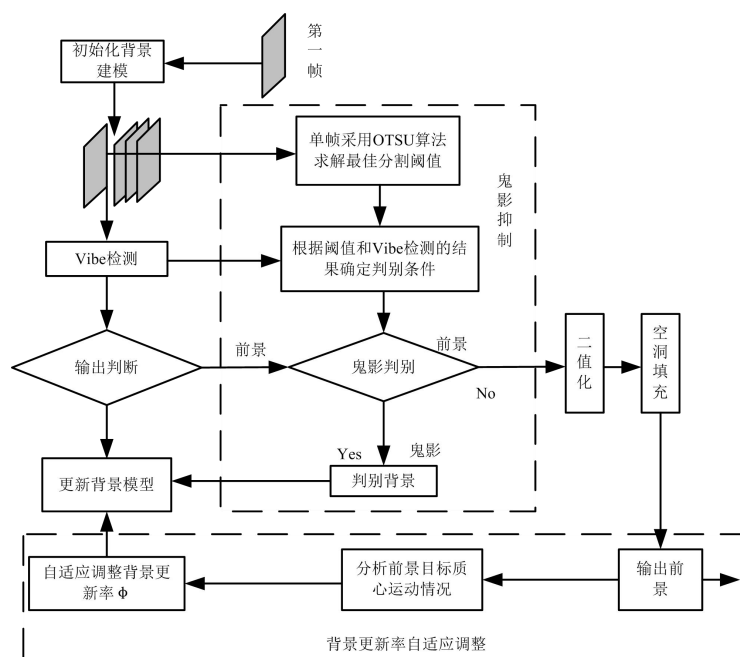 第
一
帧
初始化背景
建模
单帧采用OTSU算法
求解最佳分割阈值
鬼
影
抑
制
Vibe检测
根据阈值和Vibe检测的结
果确定判别条件
输出判断
前景
鬼影判别
前景
No
二
值
化
空
洞
填
充
Yes
鬼影
更新背景模型
判别背景
自适应调整背景更
新率 ϕ
分析前景目标质
心运动情况
输出前
景
背景更新率自适应调整